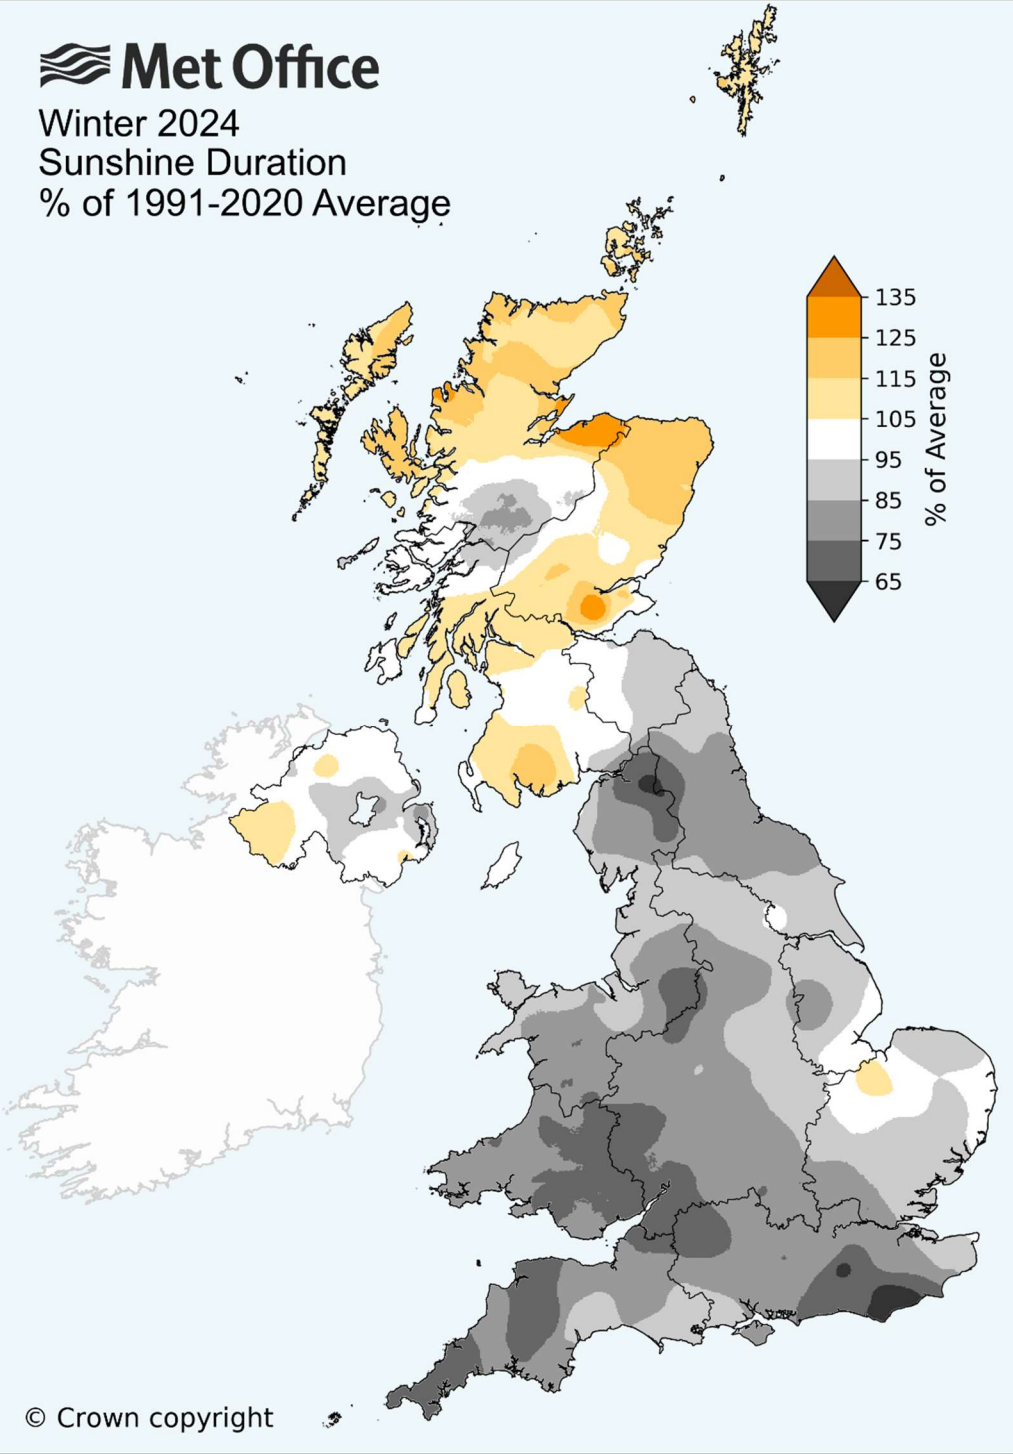 Met Office
Winter 2024
Sunshine Duration
% of 1991-2020 Average
135
125
115
105
95
85
75
65
% of Average
© Crown copyright